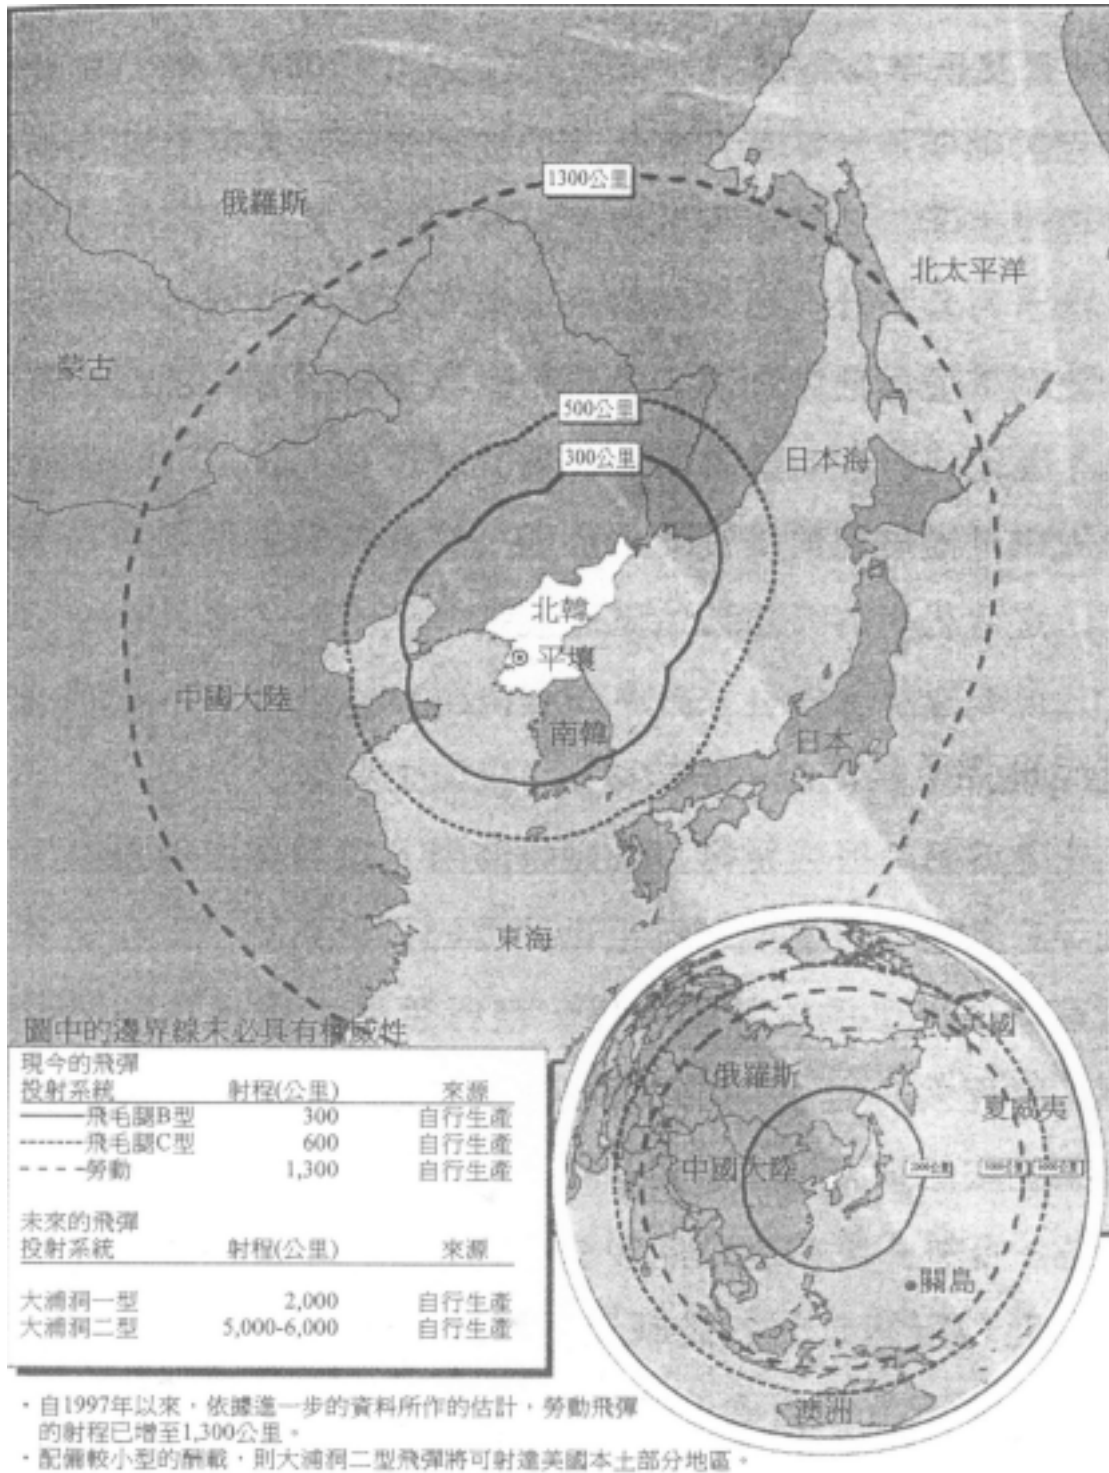 1300公里
俄羅斯
北太平洋
蒙古
500公里
300公里
日本海
北韓
平壤
中國大陸
南韓
日本
東海
圖中的邊界線未必具有權威性
現今的飛彈
投射系統 射程(公里) 來源
飛毛腿B型 300 自行生產
飛毛腿C型 600 自行生產
勞動 1,300 自行生產
未來的飛彈
投射系統 射程(公里) 來源
大浦洞一型 2,000 自行生產
大浦洞二型 5,000-6,000 自行生產
美國
俄羅斯
夏威夷
中國大陸
關島
澳洲
·自1997年以來,依據進一步的資料所作的估計,勞動飛彈
的射程已增至1,300公里。
·配備較小型的酬載,則大浦洞二型飛彈將可射達美國本土部分地區。